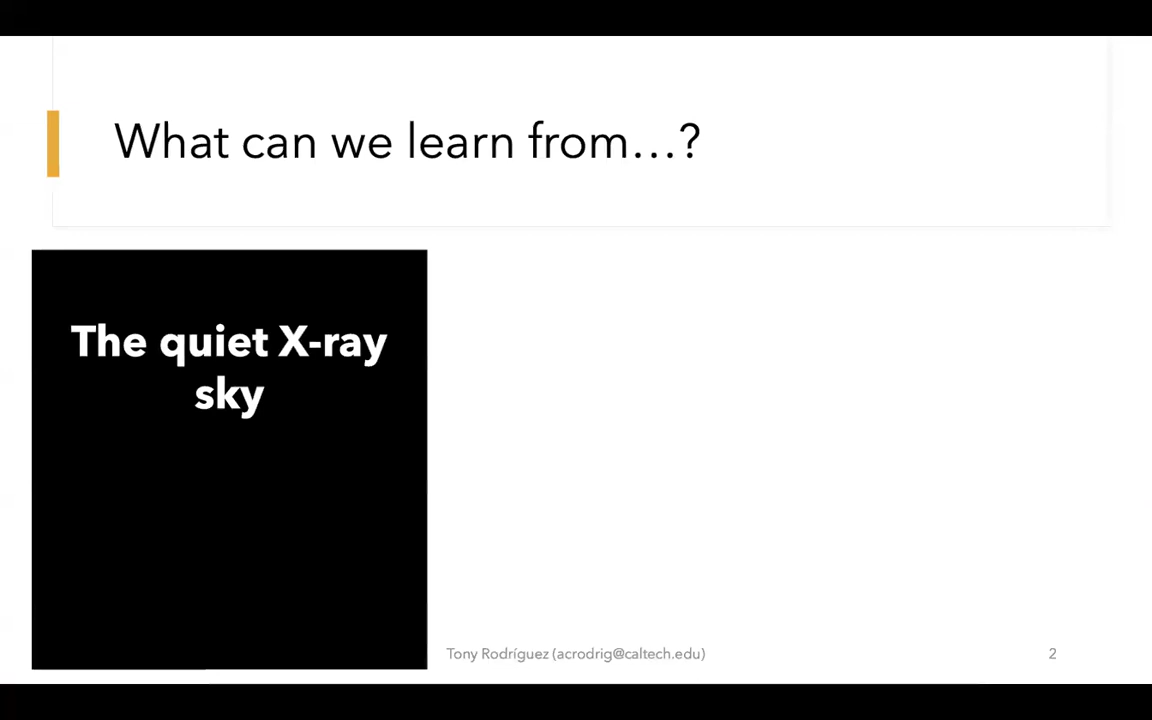 What can we learn from…?
The quiet X-ray
sky
Tony Rodríguez (acrodrig@caltech.edu)
2